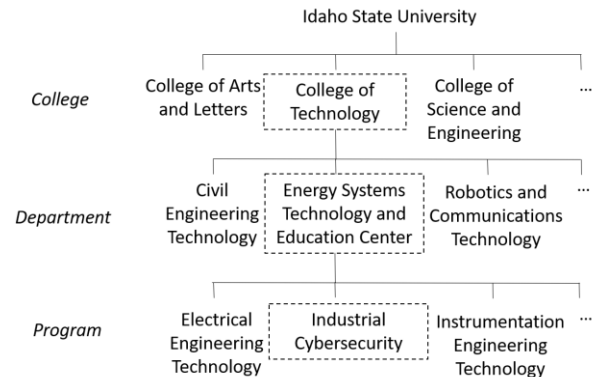 Idaho State University
College
College of Arts
and Letters
College of
Technology
College of
Science and
Engineering
...
Department
Civil
Engineering
Technology
Energy Systems
Technology and
Education Center
Robotics and
Communications
Technology
...
Program
Electrical
Engineering
Technology
Industrial
Cybersecurity
Instrumentation
Engineering
Technology
...